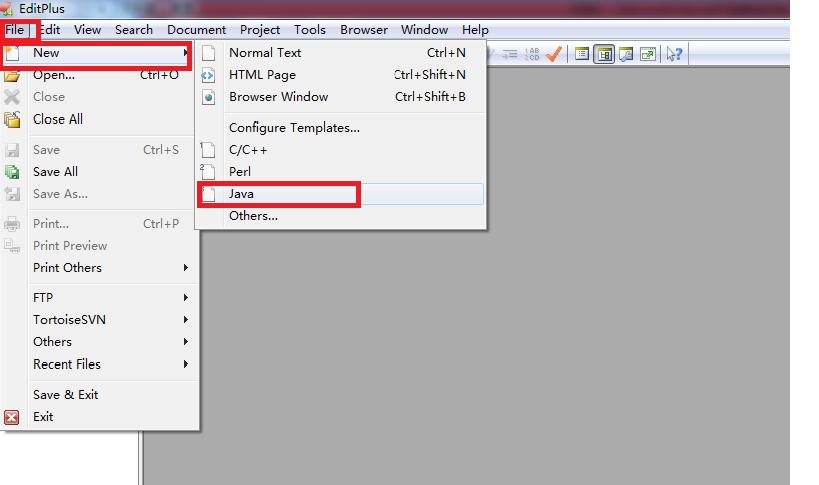 EditPlus
File Edit View Search Document Project Tools Browser Window Help
New
Open... Ctrl+O
Close
Close All
Save Ctrl+S
Save All
Save As...
Print... Ctrl+P
Print Preview
Print Others
FTP
TortoiseSVN
Others
Recent Files
Save & Exit
Exit
Normal Text Ctrl+N
HTML Page Ctrl+Shift+N
Browser Window Ctrl+Shift+B
Configure Templates...
1 C/C++
2 Perl
Java
Others...